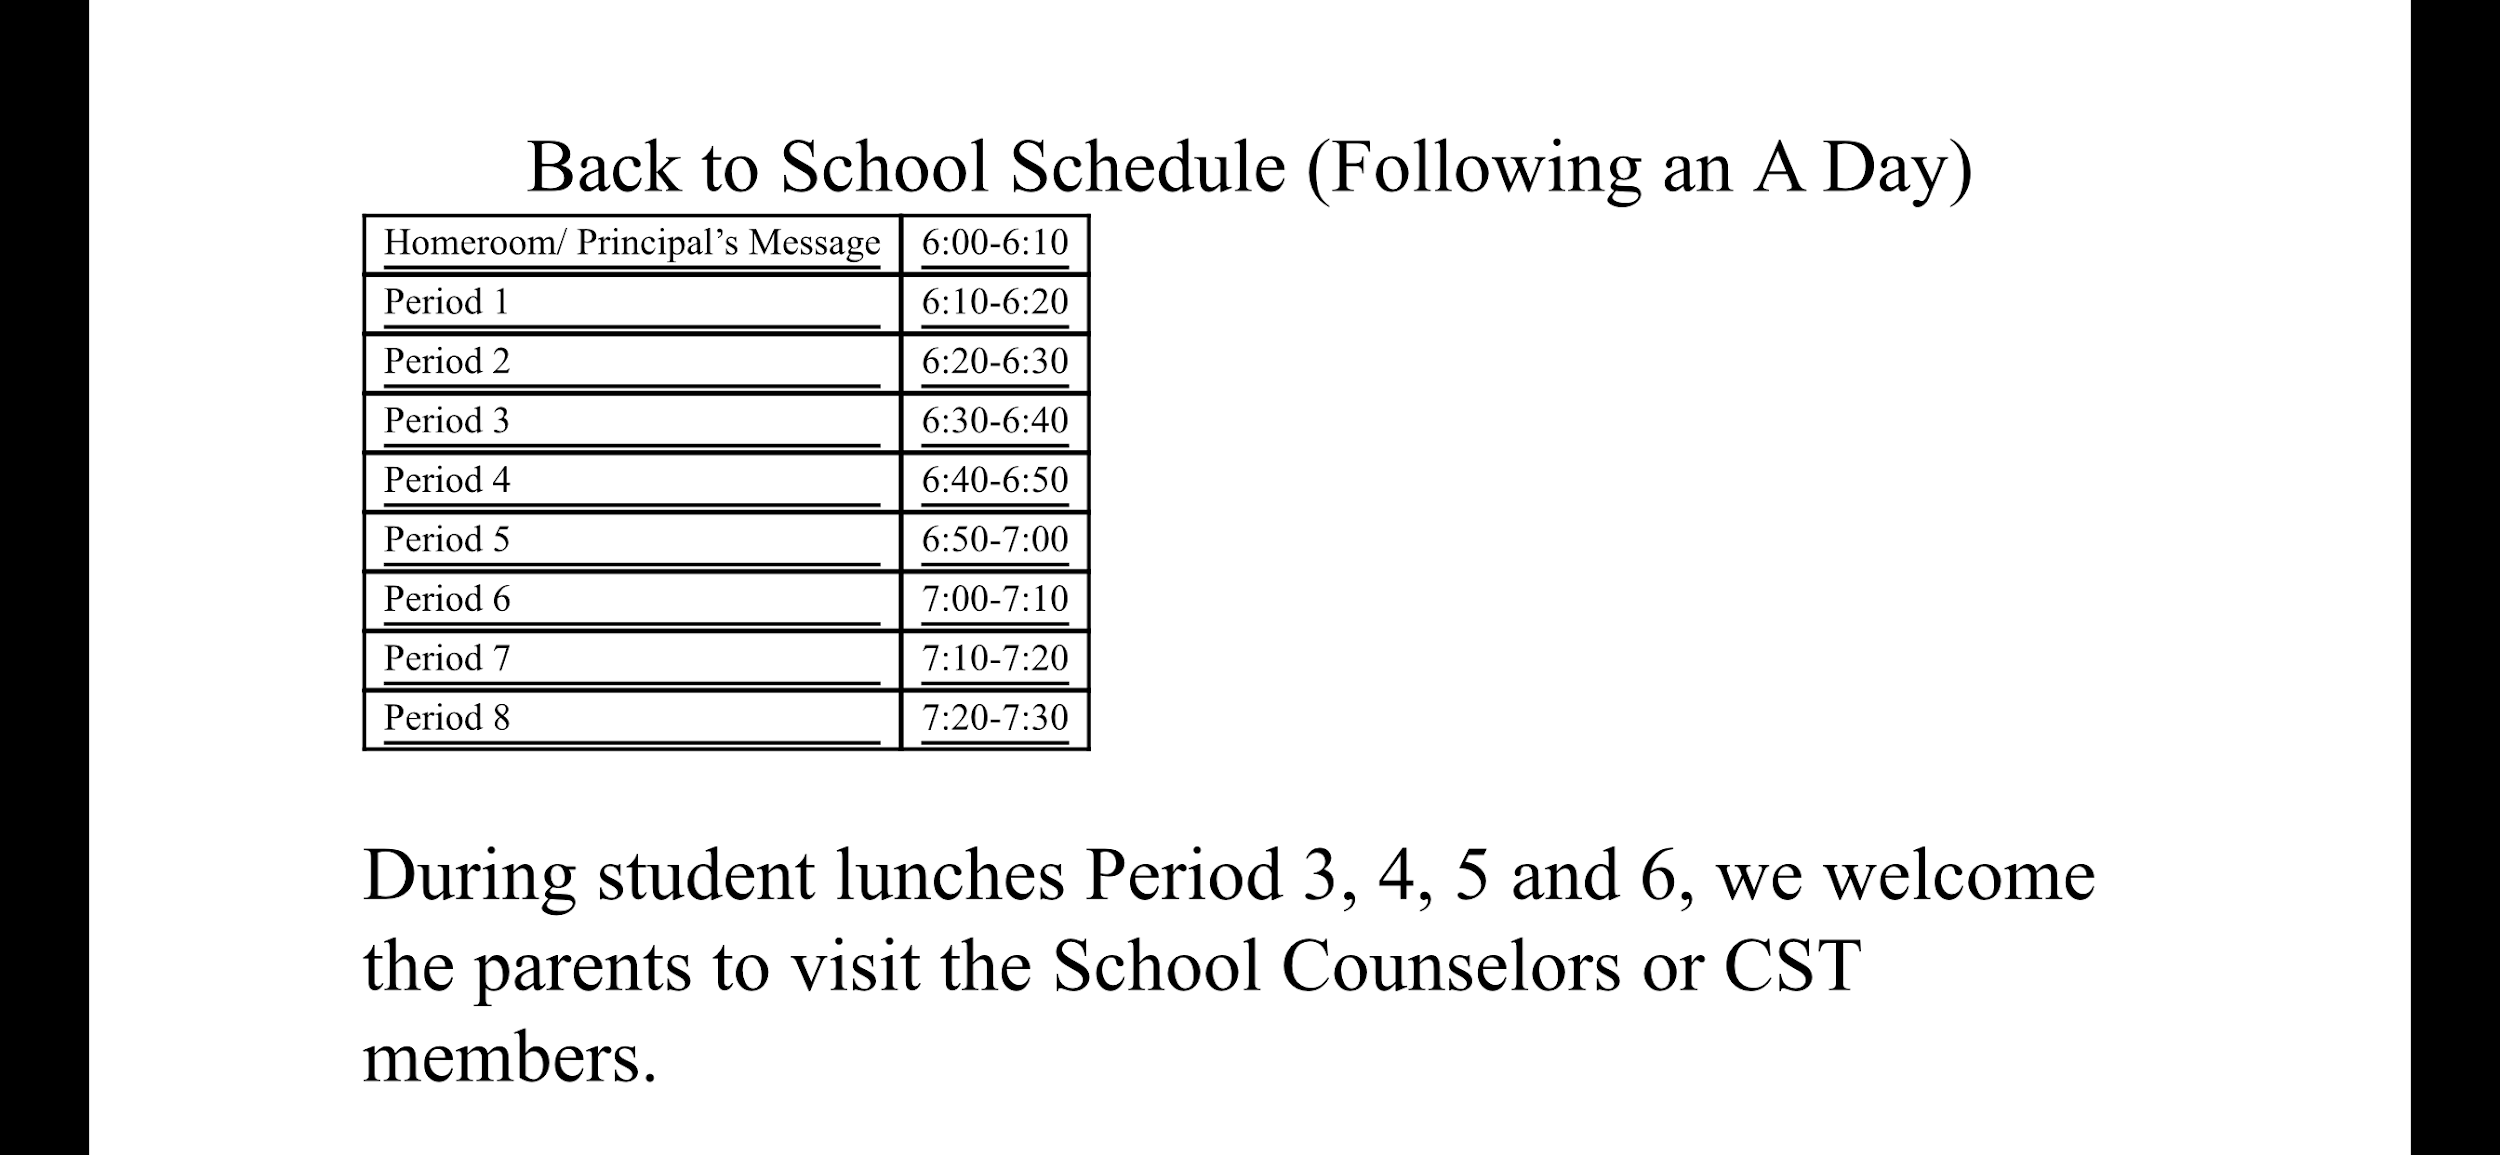 Back to School Schedule (Following an A Day)
Homeroom/ Principal’s Message 6:00-6:10
Period 1 6:10-6:20
Period 2 6:20-6:30
Period 3 6:30-6:40
Period 4 6:40-6:50
Period 5 6:50-7:00
Period 6 7:00-7:10
Period 7 7:10-7:20
Period 8 7:20-7:30
During student lunches Period 3, 4, 5 and 6, we welcome
the parents to visit the School Counselors or CST
members.